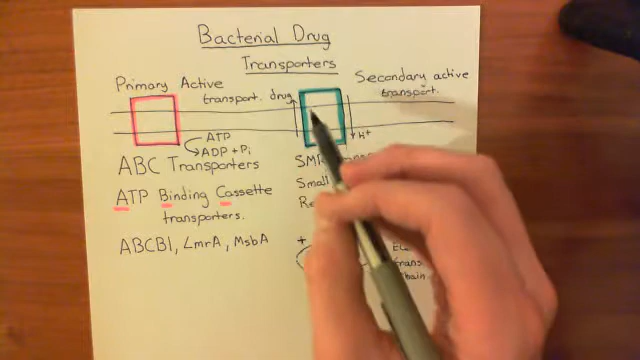 Bacterial Drug
Transporters
Primary Active
transport.
drug
Secondary active
transport.
ATP
ADP + Pi
H+
ABC Transporters
ATP Binding Cassette
transporters.
ABCB1, LmrA, MsbA
SMR
Small
+